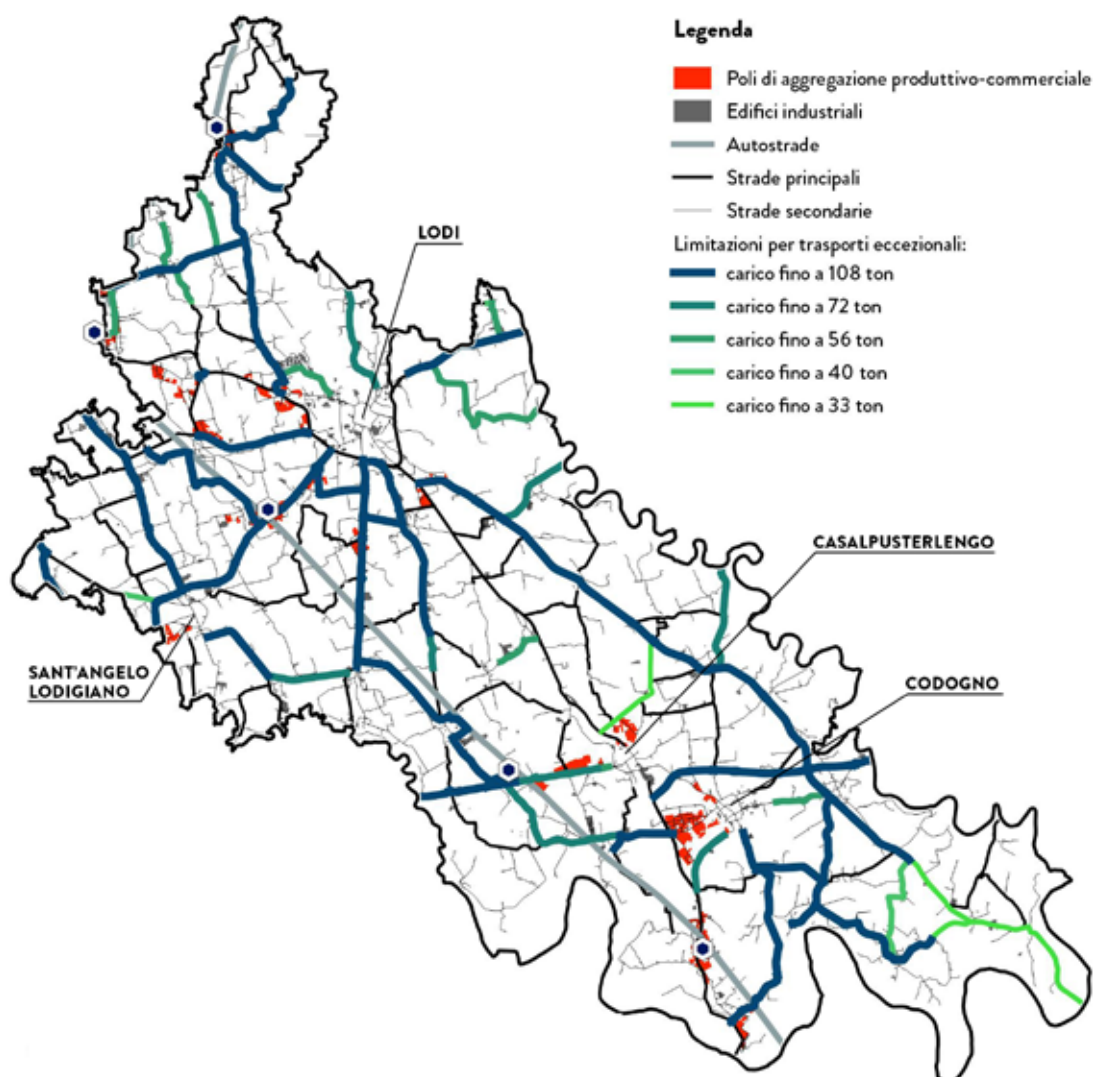 Legenda
Poli di aggregazione produttivo-commerciale
Edifici industriali
Autostrade
Strade principali
Strade secondarie
Limitazioni per trasporti eccezionali:
carico fino a 108 ton
carico fino a 72 ton
carico fino a 56 ton
carico fino a 40 ton
carico fino a 33 ton
LODI
CASALPUSTERLENGO
SANT'ANGELO
LODIGIANO
CODOGNO